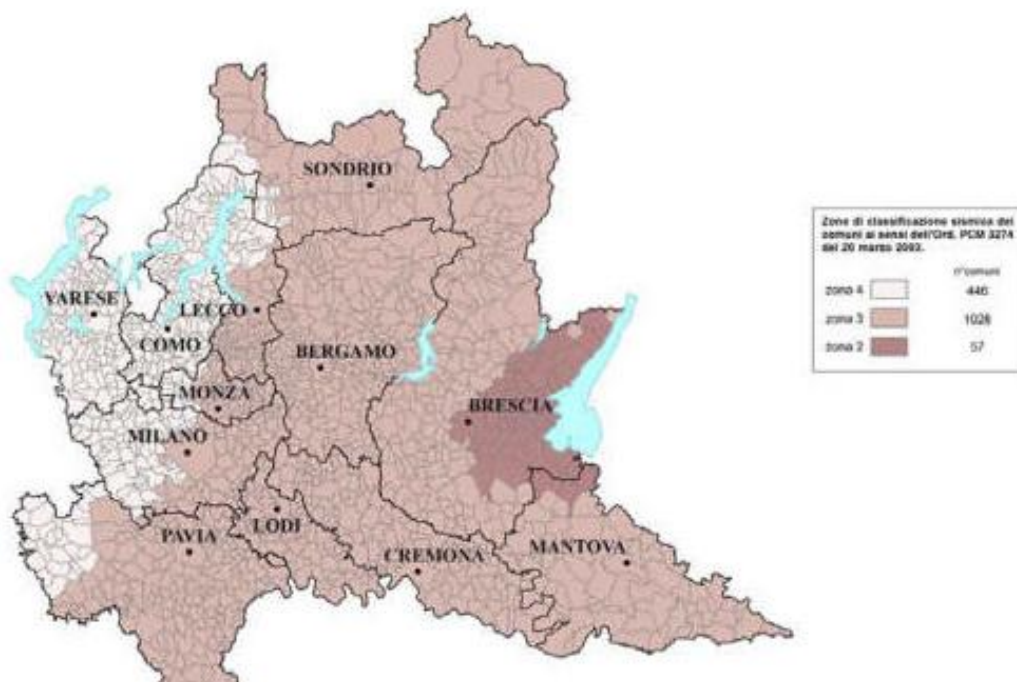 SONDRIO
VARESE
LECCO
COMO
BERGAMO
MONZA
BRESCIA
MILANO
LODI
PAVIA
CREMONA
MANTOVA
Zone di classificazione sismica dei
comuni ai sensi dell'Ord. PCM 3274
del 20 marzo 2003.
n°comuni
zona 4 446
zona 3 1028
zona 2 57